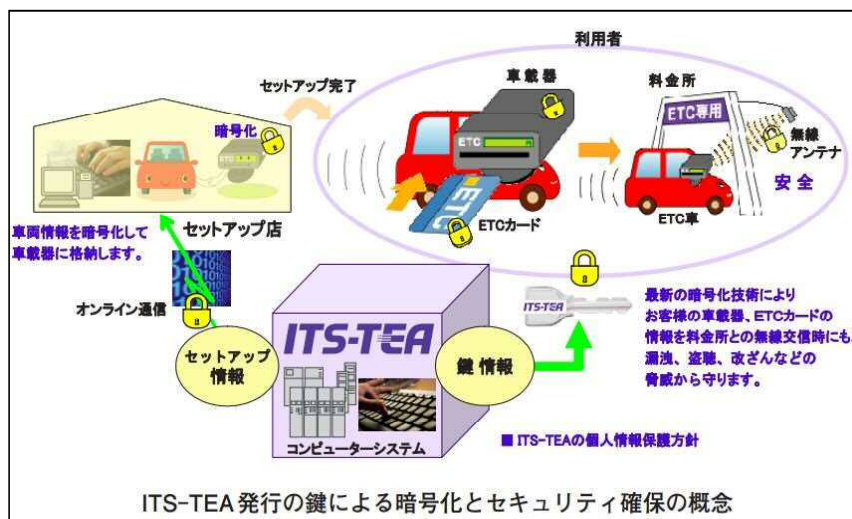 利用者
セットアップ完了
車載器
料金所
ETC専用
暗号化
ETC
ETC
無線
アンテナ
安全
ETC
ETCカード
ETC車
車両情報を暗号化して
車載器に格納します。
セットアップ店
オンライン通信
セットアップ
情報
ITS-TEA
コンピューターシステム
鍵情報
ITS-TEA
最新の暗号化技術により
お客様の車載器、ETCカードの
情報を料金所との無線交信時にも、
漏洩、盗聴、改ざんなどの
脅威から守ります。
■ ITS-TEAの個人情報保護方針
ITS-TEA発行の鍵による暗号化とセキュリティ確保の概念